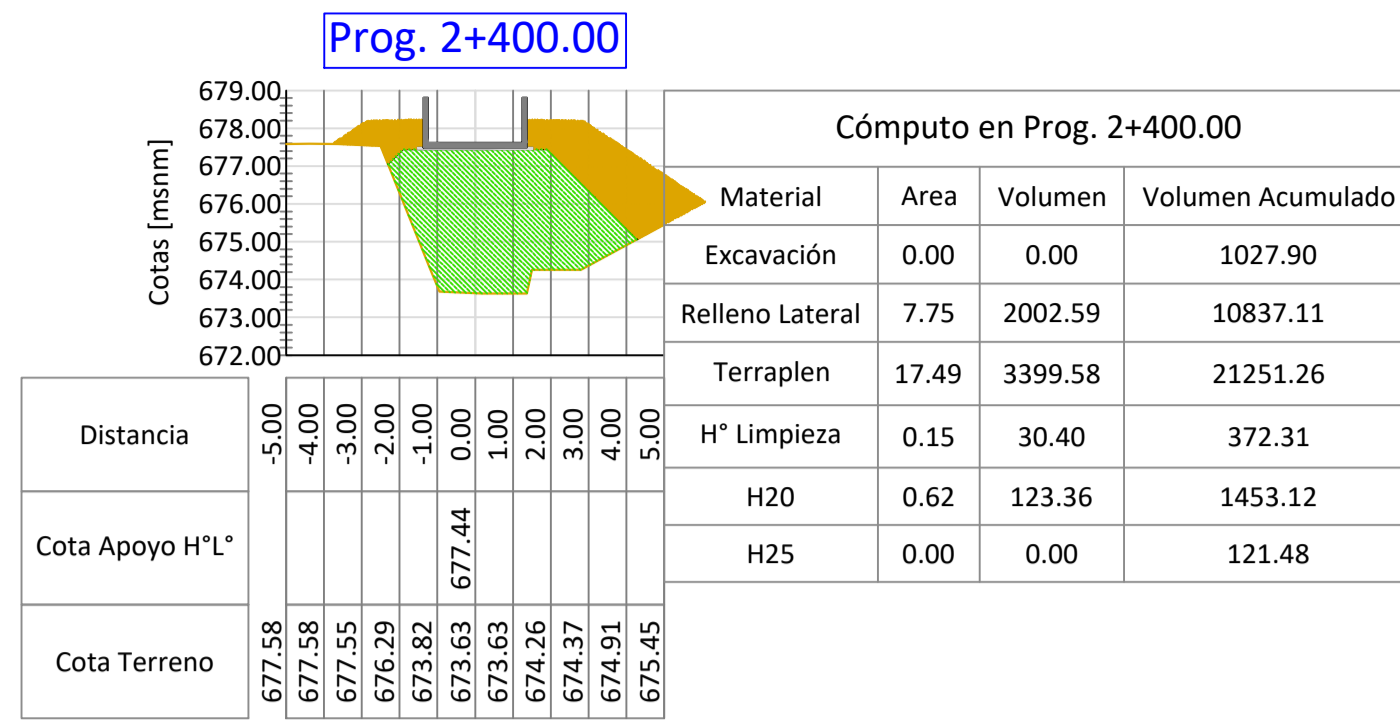 Prog. 2+400.00
679.00
678.00
677.00
676.00
675.00
674.00
673.00
672.00
Cotas [msnm]
Cómputo en Prog. 2+400.00
Material Area Volumen Volumen Acumulado
Excavación 0.00 0.00 1027.90
Relleno Lateral 7.75 2002.59 10837.11
Terraplen 17.49 3399.58 21251.26
H° Limpieza 0.15 30.40 372.31
H20 0.62 123.36 1453.12
H25 0.00 0.00 121.48
Distancia -5.00 -4.00 -3.00 -2.00 -1.00 0.00 1.00 2.00 3.00 4.00 5.00
Cota Apoyo H°L° 677.44
Cota Terreno 677.58 677.58 677.55 676.29 673.82 673.63 673.63 674.26 674.37 674.91 675.45